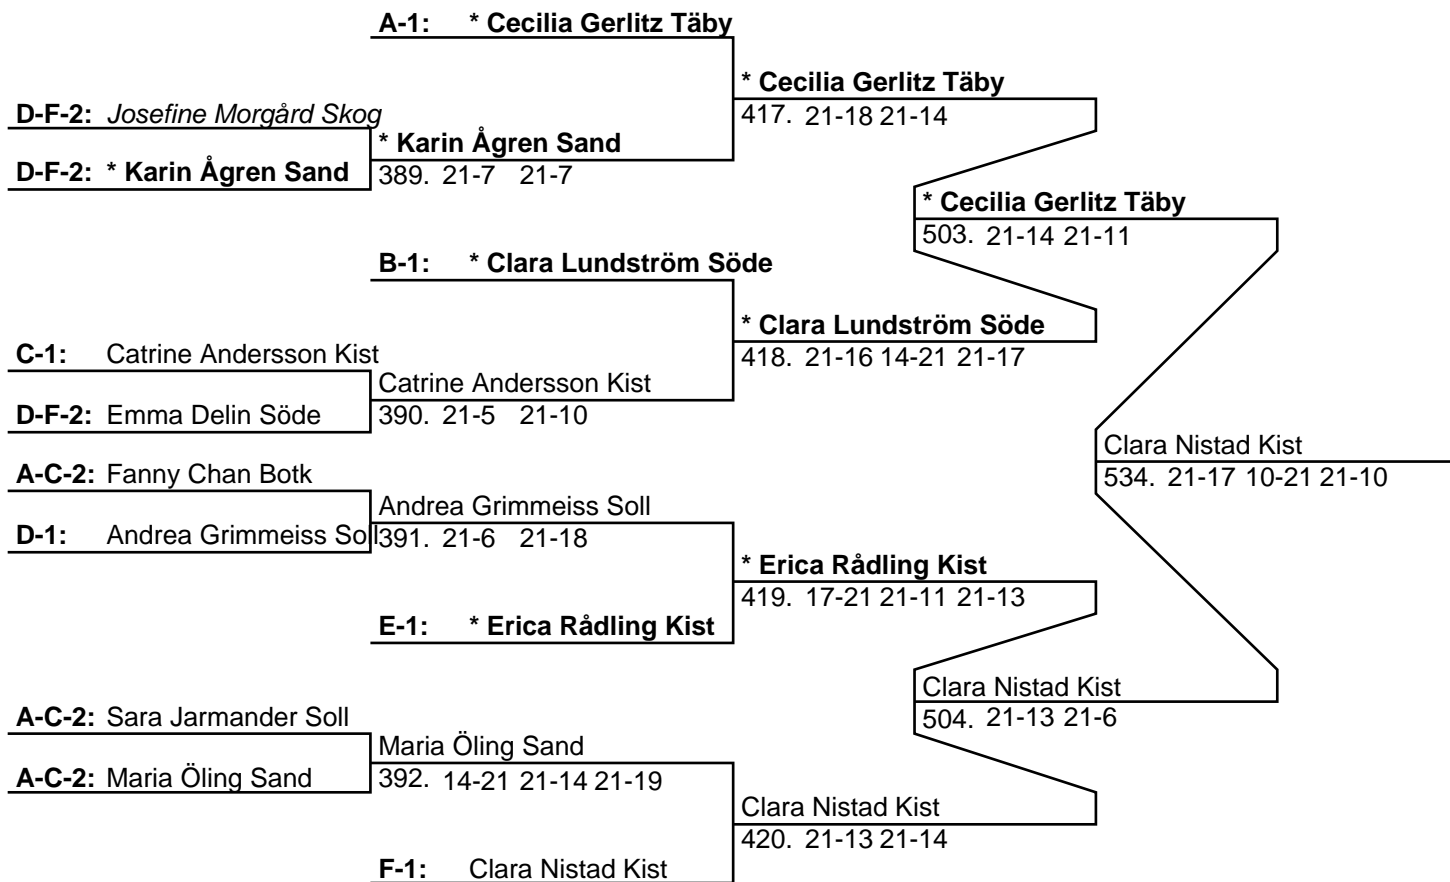 A-1: * Cecilia Gerlitz Täby
* Cecilia Gerlitz Täby
417. 21-18 21-14
D-F-2: Josefine Morgård Skog
* Karin Ågren Sand
D-F-2: * Karin Ågren Sand
389. 21-7 21-7
* Cecilia Gerlitz Täby
503. 21-14 21-11
B-1: * Clara Lundström Söde
* Clara Lundström Söde
418. 21-16 14-21 21-17
C-1: Catrine Andersson Kist
Catrine Andersson Kist
D-F-2: Emma Delin Söde
390. 21-5 21-10
Clara Nistad Kist
534. 21-17 10-21 21-10
A-C-2: Fanny Chan Botk
Andrea Grimmeiss Soll
D-1: Andrea Grimmeiss Soll
391. 21-6 21-18
* Erica Rådling Kist
419. 17-21 21-11 21-13
E-1: * Erica Rådling Kist
Clara Nistad Kist
504. 21-13 21-6
A-C-2: Sara Jarmander Soll
Maria Öling Sand
A-C-2: Maria Öling Sand
392. 14-21 21-14 21-19
Clara Nistad Kist
420. 21-13 21-14
F-1: Clara Nistad Kist